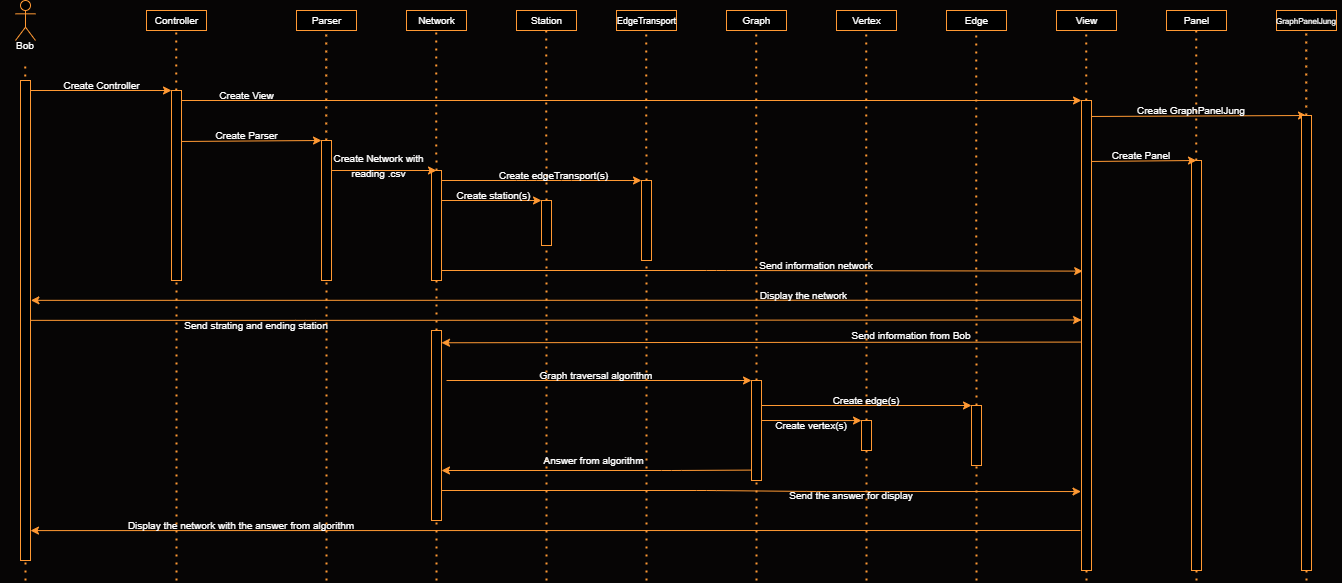 Bob
Controller
Parser
Network
Station
EdgeTransport
Graph
Vertex
Edge
View
Panel
GraphPanelJung
Create Controller
Create View
Create GraphPanelJung
Create Parser
Create Network with
reading .csv
Create Panel
Create edgeTransport(s)
Create station(s)
Send information network
Display the network
Send strating and ending station
Send information from Bob
Graph traversal algorithm
Create edge(s)
Create vertex(s)
Answer from algorithm
Send the answer for display
Display the network with the answer from algorithm